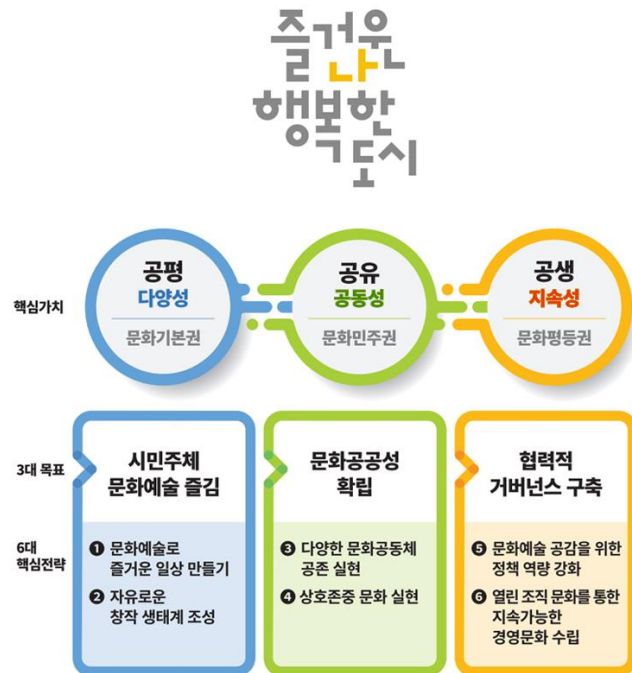 즐거운
나
행복한
도시
핵심가치
공평
다양성
문화기본권
공유
공동성
문화민주권
공생
지속성
문화평등권
3대 목표
시민주체
문화예술 즐김
문화공공성
확립
협력적
거버넌스 구축
6대
핵심전략
1 문화예술로
즐거운 일상 만들기
2 자유로운
창작 생태계 조성
3 다양한 문화공동체
공존 실현
4 상호존중 문화 실현
5 문화예술 공감을 위한
정책 역량 강화
6 열린 조직 문화를 통한
지속가능한
경영문화 수립